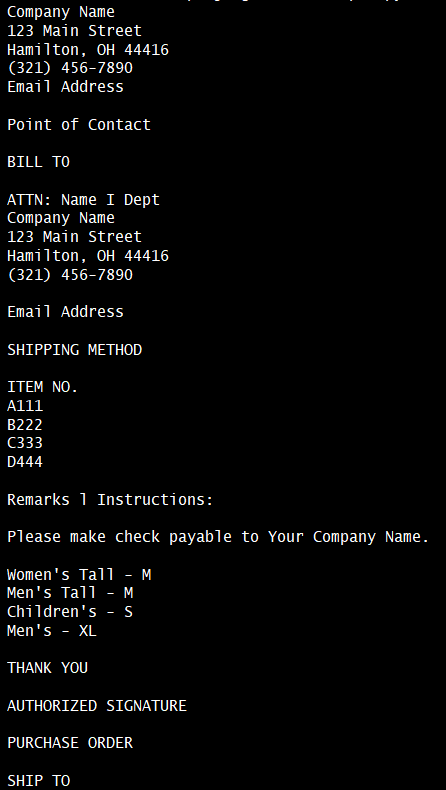 Company Name
123 Main Street
Hamilton, OH 44416
(321) 456-7890
Email Address
Point of Contact
BILL TO
ATTN: Name I Dept
Company Name
123 Main Street
Hamilton, OH 44416
(321) 456-7890
Email Address
SHIPPING METHOD
ITEM NO.
A111
B222
C333
D444
Remarks l Instructions:
Please make check payable to Your Company Name.
Women's Tall - M
Men's Tall - M
Children's - S
Men's - XL
THANK YOU
AUTHORIZED SIGNATURE
PURCHASE ORDER
SHIP TO